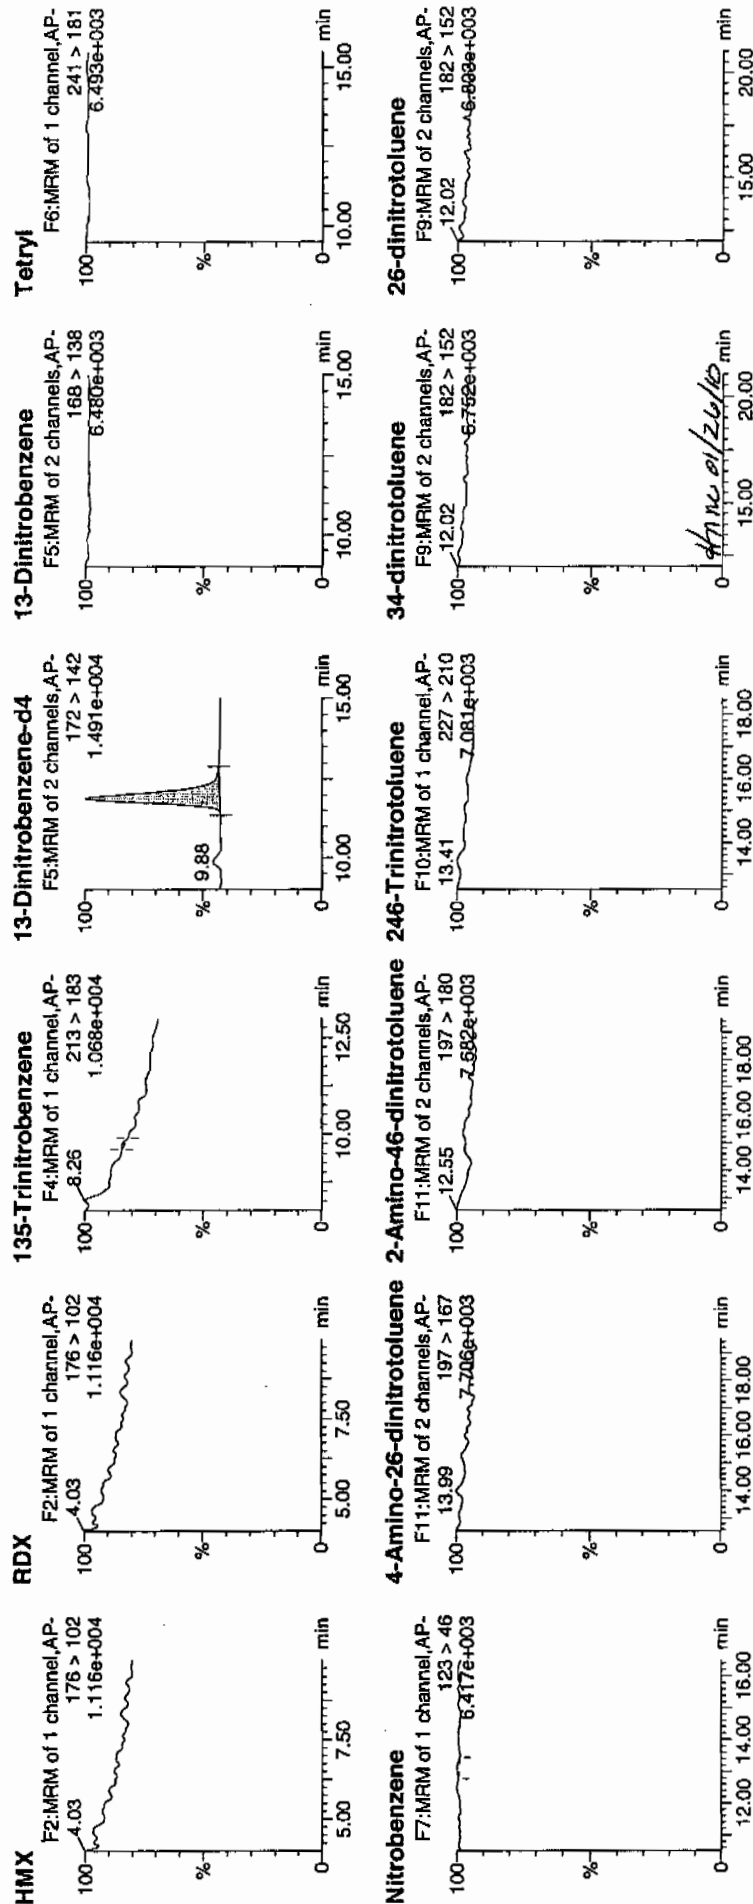 HMX
F2:MRM of 1 channel,AP-
4.03
176 > 102
1.116e+004
100
%
0
5.00
7.50
min
RDX
F2:MRM of 1 channel,AP-
4.03
176 > 102
1.116e+004
100
%
0
5.00
7.50
min
135-Trinitrobenzene
F4:MRM of 1 channel,AP-
8.26
213 > 183
1.068e+004
100
%
0
10.00
12.50
min
13-Dinitrobenzene-d4
F5:MRM of 2 channels,AP-
172 > 142
1.491e+004
100
9.88
%
0
10.00
15.00
min
13-Dinitrobenzene
F5:MRM of 2 channels,AP-
168 > 138
6.480e+003
100
%
0
10.00
15.00
min
Tetryl
F6:MRM of 1 channel,AP-
241 > 181
6.493e+003
100
%
0
10.00
15.00
min
Nitrobenzene
F7:MRM of 1 channel,AP-
123 > 46
6.417e+003
100
%
0
12.00 14.00 16.00
min
4-Amino-26-dinitrotoluene
F11:MRM of 2 channels,AP-
13.99
197 > 167
7.706e+003
100
%
0
14.00 16.00 18.00
min
2-Amino-46-dinitrotoluene
F11:MRM of 2 channels,AP-
12.55
197 > 180
7.682e+003
100
%
0
14.00 16.00 18.00
min
246-Trinitrotoluene
F10:MRM of 1 channel,AP-
13.41
227 > 210
7.081e+003
100
%
0
14.00 16.00 18.00
min
34-dinitrotoluene
F9:MRM of 2 channels,AP-
12.02
182 > 152
6.752e+003
100
%
0
15.00
20.00
min
01/26/10
26-dinitrotoluene
F9:MRM of 2 channels,AP-
12.02
182 > 152
100
%
0
15.00
20.00
min